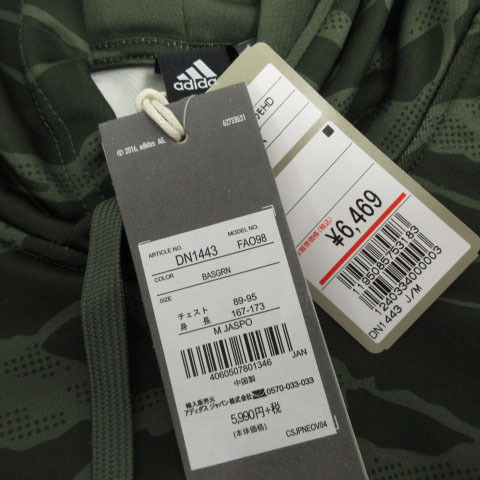 adidas
© 2016, adidas AG.
62733531
ARTICLE NO.
MODEL NO.
DN1443
FAO98
COLOR
BASGRN
SIZE
チェスト 89-95
身 長 167-173
M JASPO
4060507801346
JAN
中国製
輸入販売元
アディダス ジャパン株式会社 0570-033-033
5,990円+税
(本体価格)
CSJPNEOV04
¥6,469
1195085753183
1240334000003
DN1443 J/M